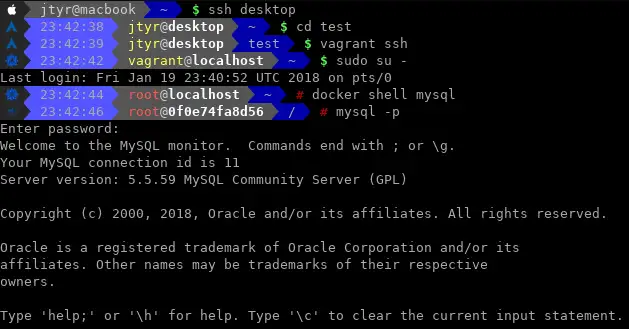 jtyr@macbook ~ $ ssh desktop
23:42:38 jtyr@desktop ~ $ cd test
23:42:39 jtyr@desktop test $ vagrant ssh
23:42:42 vagrant@localhost ~ $ sudo su -
Last login: Fri Jan 19 23:40:52 UTC 2018 on pts/0
23:42:44 root@localhost ~ # docker shell mysql
23:42:46 root@0f0e74fa8d56 / # mysql -p
Enter password:
Welcome to the MySQL monitor.  Commands end with ; or \g.
Your MySQL connection id is 11
Server version: 5.5.59 MySQL Community Server (GPL)
Copyright (c) 2000, 2018, Oracle and/or its affiliates. All rights reserved.
Oracle is a registered trademark of Oracle Corporation and/or its
affiliates. Other names may be trademarks of their respective
owners.
Type 'help;' or '\h' for help. Type '\c' to clear the current input statement.